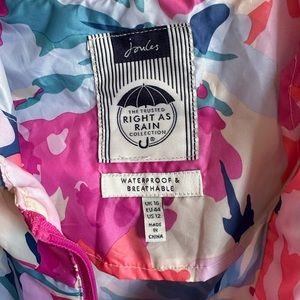 Joules
THE TRUSTED
RIGHT AS
RAIN
COLLECTION
WATERPROOF &
BREATHABLE
UK 16
EU 44
US 12
MADE IN
CHINA